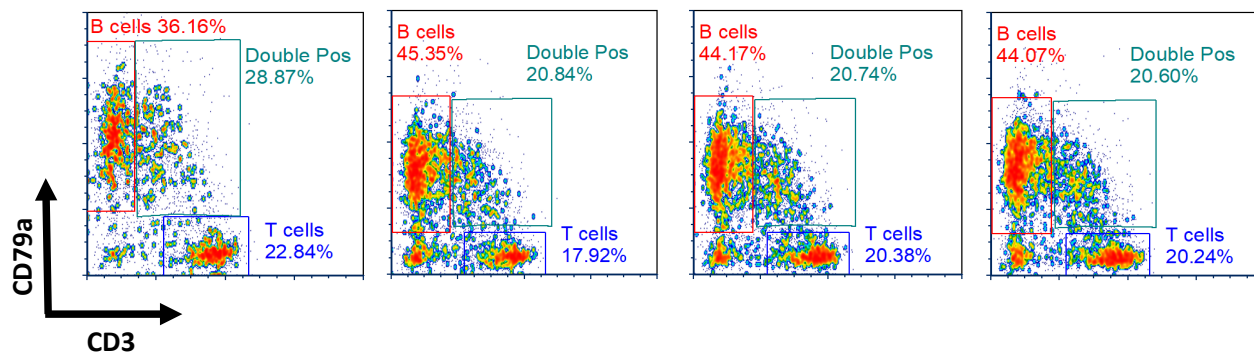 B cells 36.16%
Double Pos
28.87%
T cells
22.84%
B cells
45.35%
Double Pos
20.84%
T cells
17.92%
B cells
44.17%
Double Pos
20.74%
T cells
20.38%
B cells
44.07%
Double Pos
20.60%
T cells
20.24%
CD79a
CD3